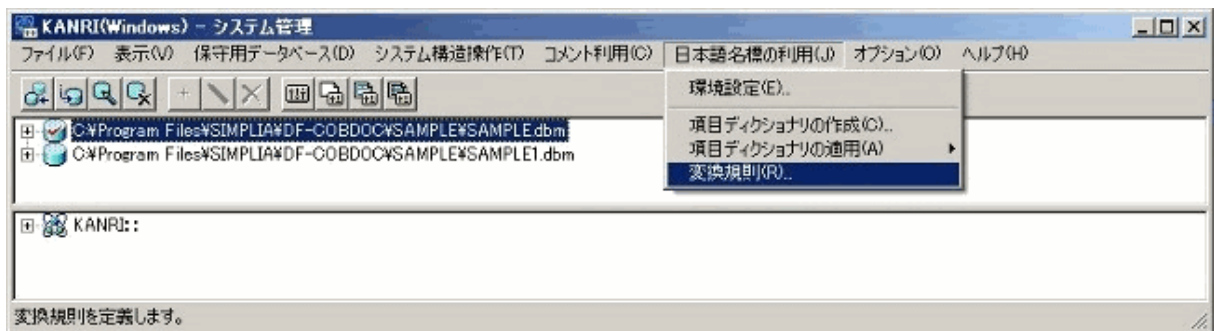 KANRI(Windows) - システム管理
ファイル(F) 表示(V) 保守用データベース(D) システム構造操作(T) コメント利用(C) 日本語名標の利用(J) オプション(O) ヘルプ(H)
環境設定(E)..
項目ディクショナリの作成(C)..
項目ディクショナリの適用(A)
変換規則(R)..
C:¥Program Files¥SIMPLIA¥DF-COBDOC¥SAMPLE¥SAMPLE.dbm
C:¥Program Files¥SIMPLIA¥DF-COBDOC¥SAMPLE¥SAMPLE1.dbm
KANRI::
変換規則を定義します。